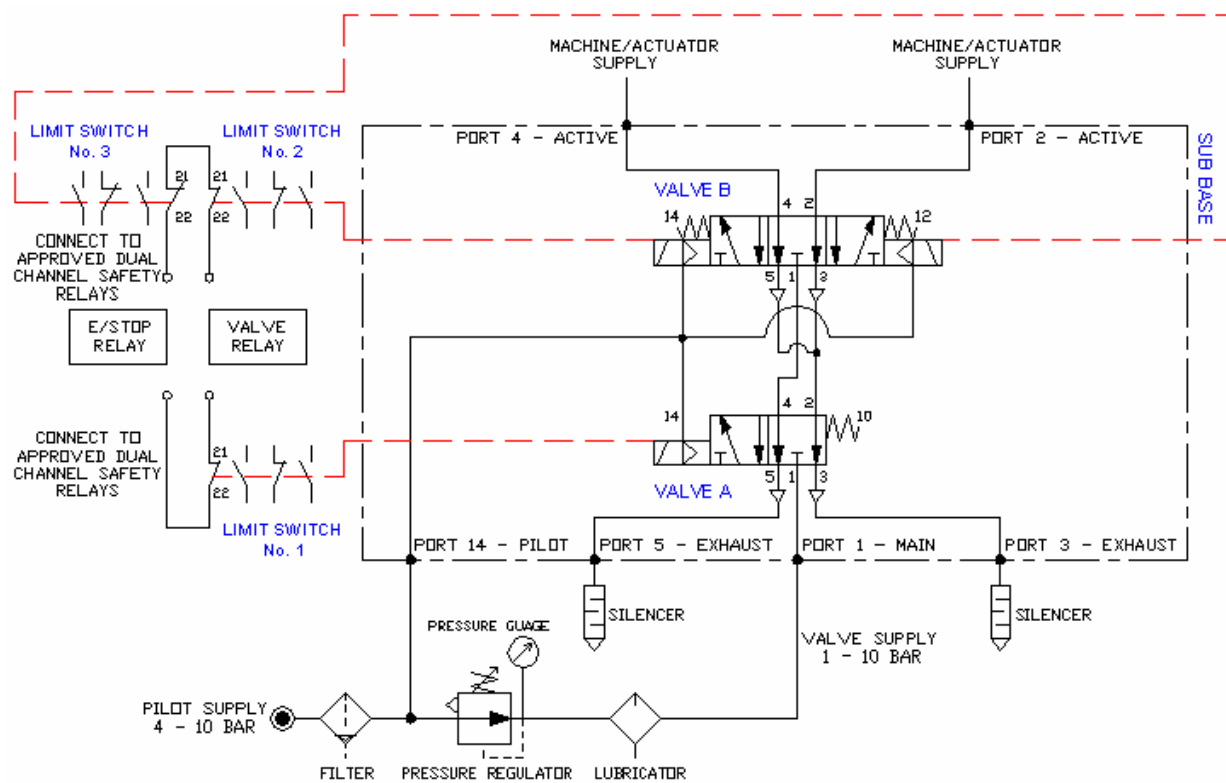 MACHINE/ACTUATOR
SUPPLY
MACHINE/ACTUATOR
SUPPLY
LIMIT SWITCH
No. 3
LIMIT SWITCH
No. 2
PORT 4 - ACTIVE
PORT 2 - ACTIVE
SUB BASE
21
21
22
22
VALVE B
4 2
14
12
5 1 3
CONNECT TO
APPROVED DUAL
CHANNEL SAFETY
RELAYS
E/STOP
RELAY
VALVE
RELAY
4 2
14
10
5 1 3
VALVE A
CONNECT TO
APPROVED DUAL
CHANNEL SAFETY
RELAYS
21
22
LIMIT SWITCH
No. 1
PORT 14 - PILOT
PORT 5 - EXHAUST
PORT 1 - MAIN
PORT 3 - EXHAUST
SILENCER
SILENCER
PRESSURE GUAGE
VALVE SUPPLY
1 - 10 BAR
PILOT SUPPLY
4 - 10 BAR
FILTER
PRESSURE REGULATOR
LUBRICATOR